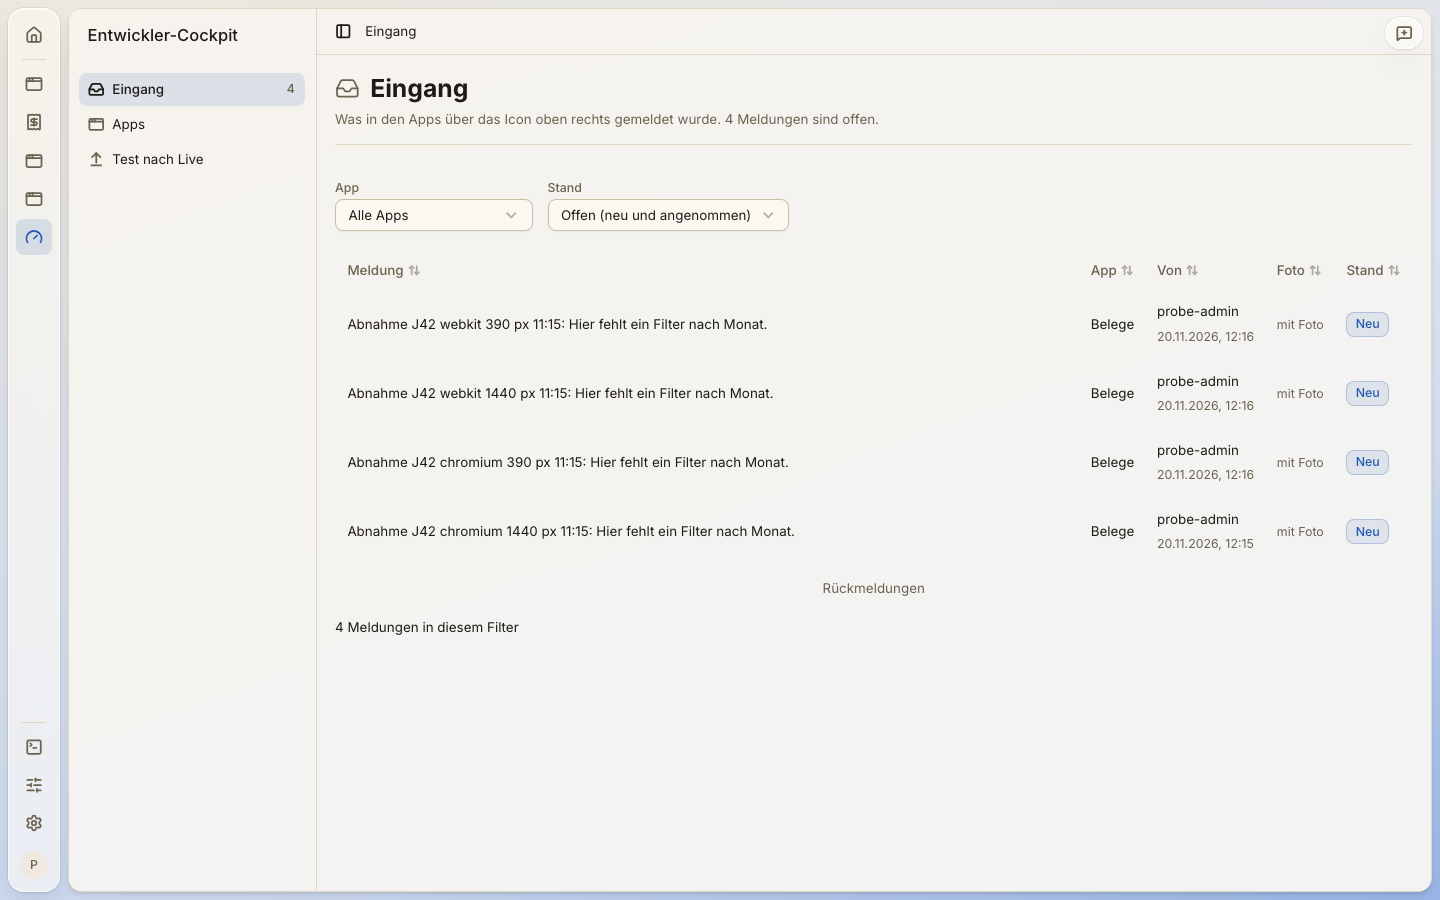 Entwickler-Cockpit
Eingang 4
Apps
Test nach Live
Eingang
Eingang
Was in den Apps über das Icon oben rechts gemeldet wurde. 4 Meldungen sind offen.
App Stand
Alle Apps Offen (neu und angenommen)
Meldung App Von Foto Stand
Abnahme J42 webkit 390 px 11:15: Hier fehlt ein Filter nach Monat. Belege probe-admin mit Foto Neu
20.11.2026, 12:16
Abnahme J42 webkit 1440 px 11:15: Hier fehlt ein Filter nach Monat. Belege probe-admin mit Foto Neu
20.11.2026, 12:16
Abnahme J42 chromium 390 px 11:15: Hier fehlt ein Filter nach Monat. Belege probe-admin mit Foto Neu
20.11.2026, 12:16
Abnahme J42 chromium 1440 px 11:15: Hier fehlt ein Filter nach Monat. Belege probe-admin mit Foto Neu
20.11.2026, 12:15
Rückmeldungen
4 Meldungen in diesem Filter
P